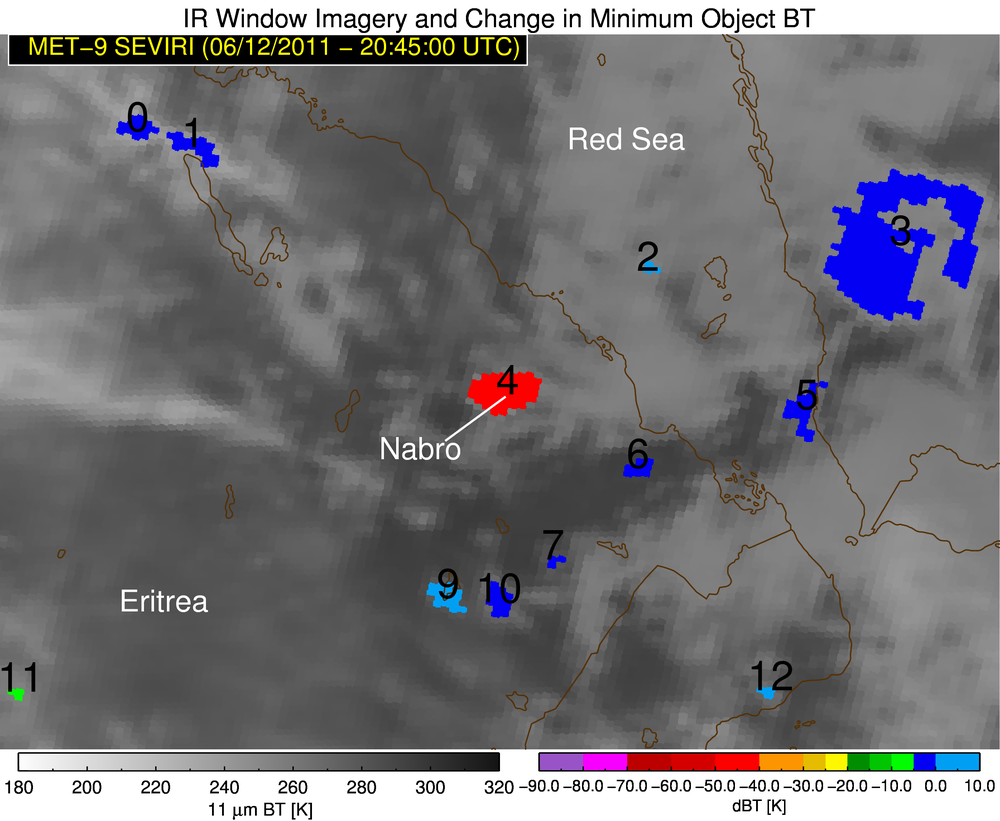 IR Window Imagery and Change in Minimum Object BT
MET-9 SEVIRI (06/12/2011 - 20:45:00 UTC)
0
1
Red Sea
3
2
4
5
Nabro
6
7
9
10
Eritrea
11
12
180 200 220 240 260 280 300 320
11 μm BT [K]
-90.0 -80.0 -70.0 -60.0 -50.0 -40.0 -30.0 -20.0 -10.0 0.0 10.0
dBT [K]